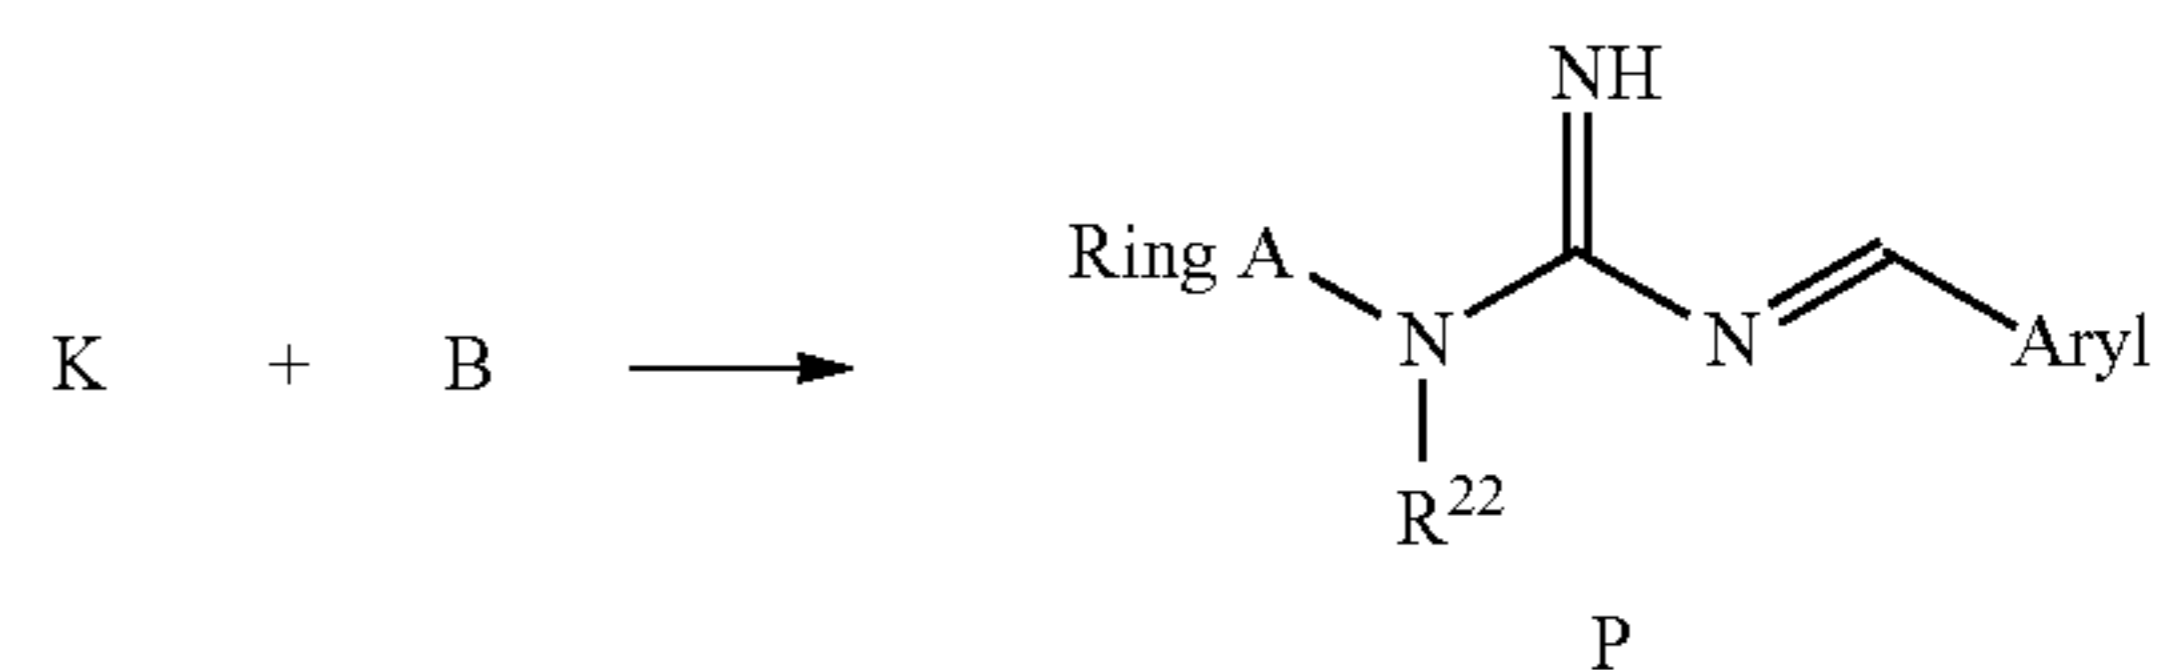 NH
Ring A
N
N
Aryl
K + B
R²²
P